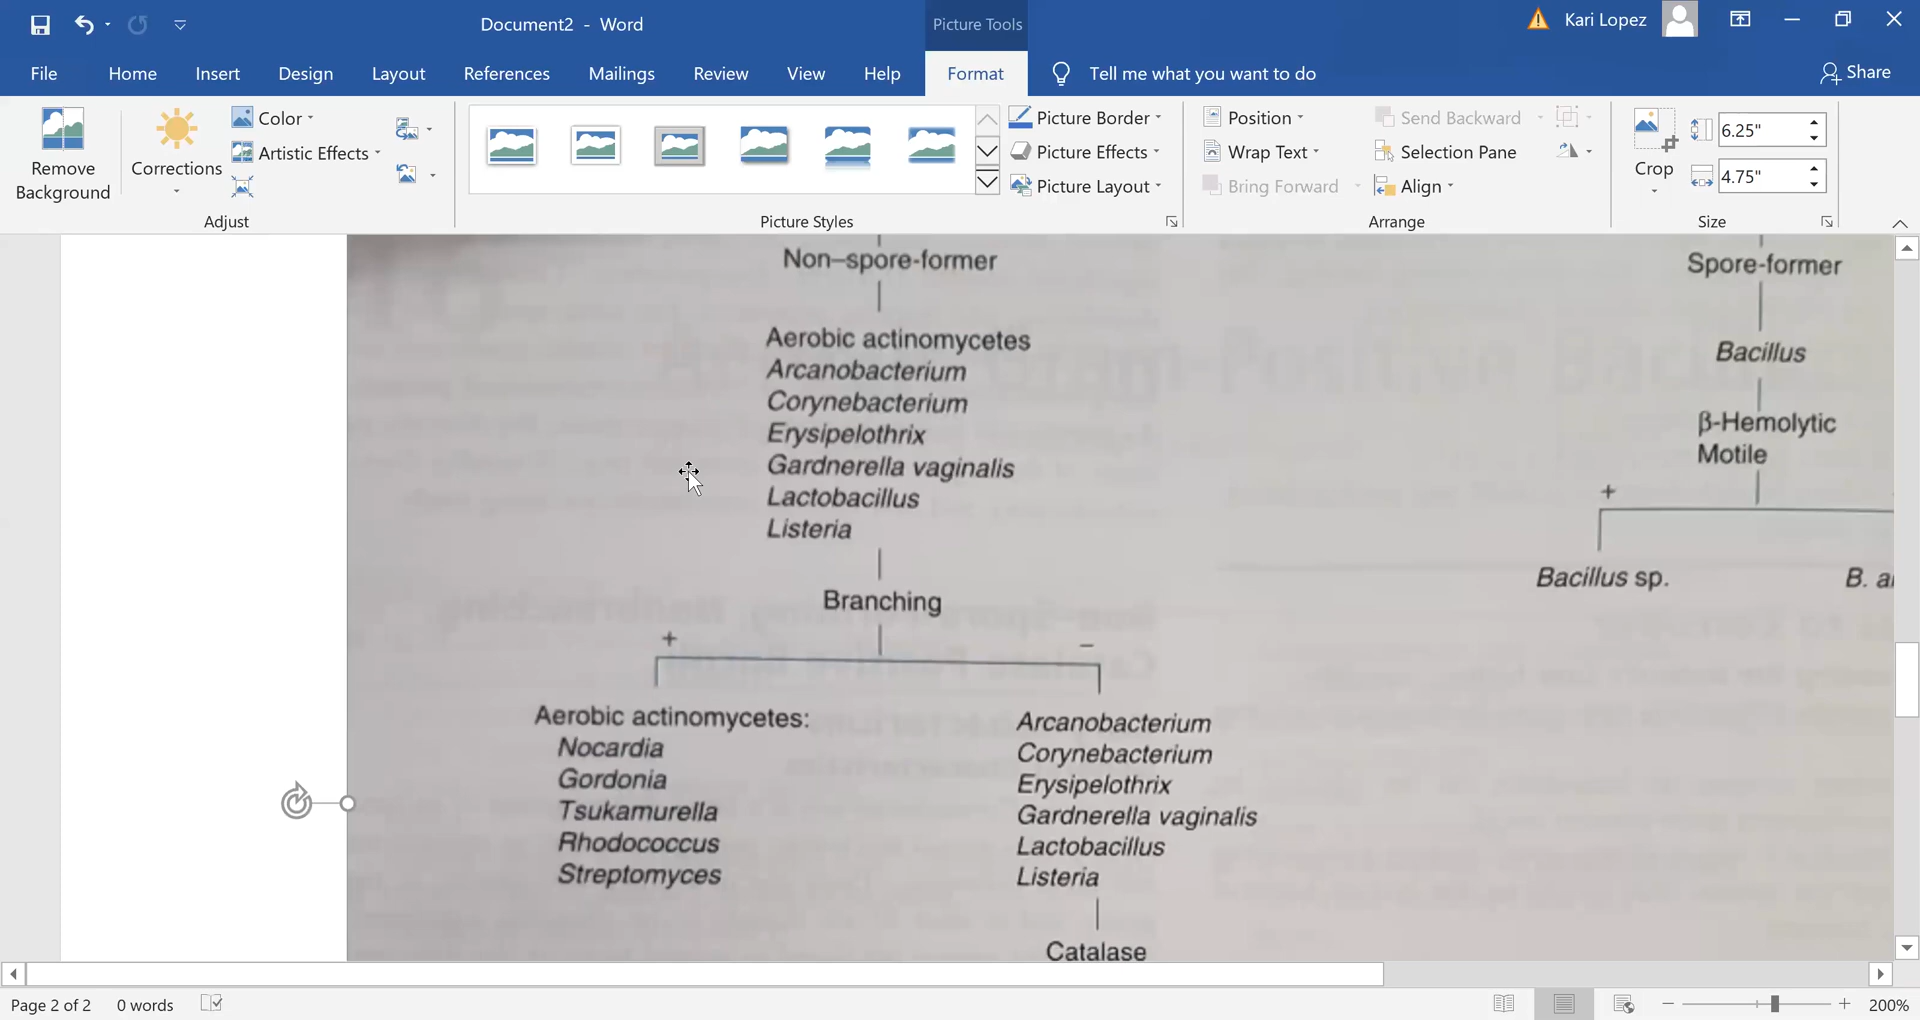 Document2 - Word
Picture Tools
Kari Lopez
File
Home
Insert
Design
Layout
References
Mailings
Review
View
Help
Format
Tell me what you want to do
Share
Remove
Background
Corrections
Color
Artistic Effects
Adjust
Picture Styles
Picture Border
Picture Effects
Picture Layout
Position
Wrap Text
Bring Forward
Send Backward
Selection Pane
Align
Arrange
Crop
6.25"
4.75"
Size
Non–spore-former
Aerobic actinomycetes
Arcanobacterium
Corynebacterium
Erysipelothrix
Gardnerella vaginalis
Lactobacillus
Listeria
Branching
+
–
Aerobic actinomycetes:
Nocardia
Gordonia
Tsukamurella
Rhodococcus
Streptomyces
Arcanobacterium
Corynebacterium
Erysipelothrix
Gardnerella vaginalis
Lactobacillus
Listeria
Catalase
Spore-former
Bacillus
β-Hemolytic
Motile
+
Bacillus sp.
B.
Page 2 of 2
0 words
200%